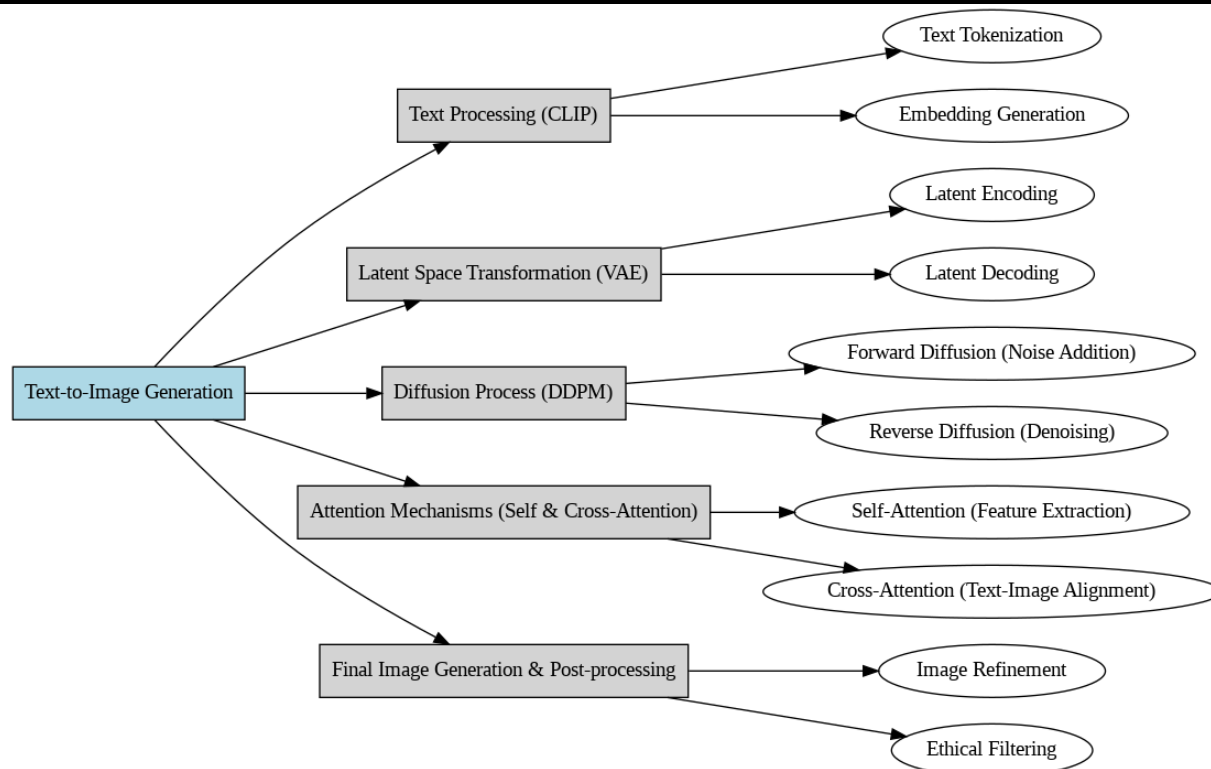 Text Tokenization
Text Processing (CLIP)
Embedding Generation
Latent Encoding
Latent Space Transformation (VAE)
Latent Decoding
Forward Diffusion (Noise Addition)
Text-to-Image Generation
Diffusion Process (DDPM)
Reverse Diffusion (Denoising)
Attention Mechanisms (Self & Cross-Attention)
Self-Attention (Feature Extraction)
Cross-Attention (Text-Image Alignment)
Final Image Generation & Post-processing
Image Refinement
Ethical Filtering